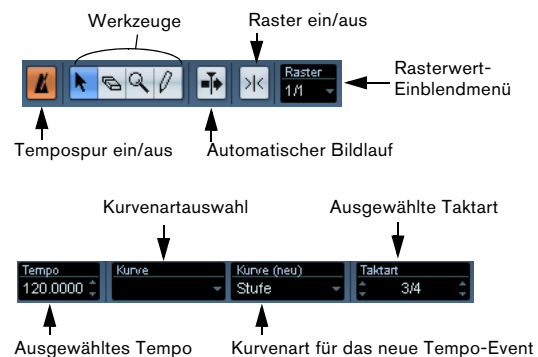 Werkzeuge
Raster ein/aus
Raster
1/1
Rasterwert-
Einblendmenü
Tempospur ein/aus
Automatischer Bildlauf
Kurvenartauswahl
Ausgewählte Taktart
Tempo
120.0000
Kurve
Kurve (neu)
Stufe
Taktart
3/4
Ausgewähltes Tempo
Kurvenart für das neue Tempo-Event